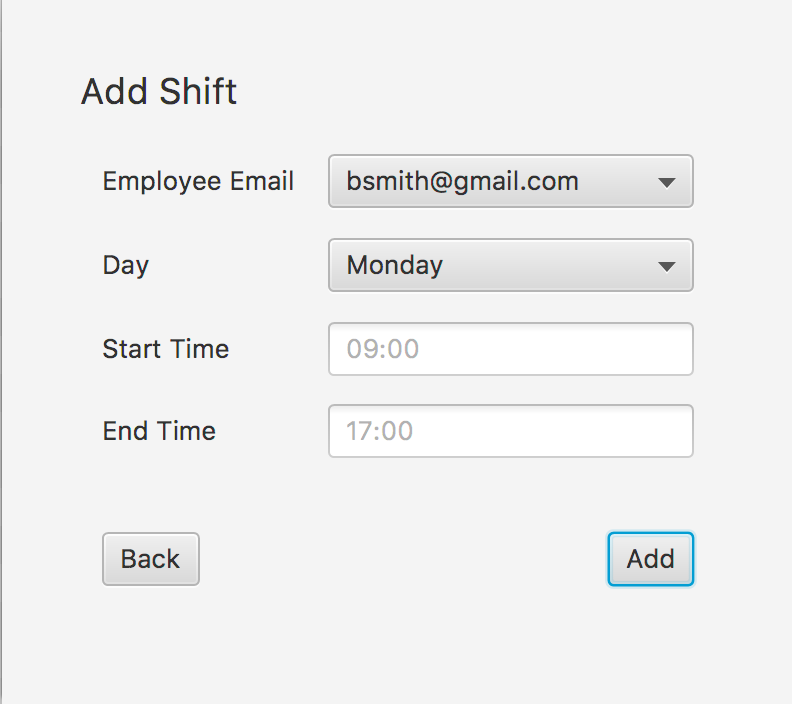 Add Shift
Employee Email bsmith@gmail.com
Day Monday
Start Time 09:00
End Time 17:00
Back Add